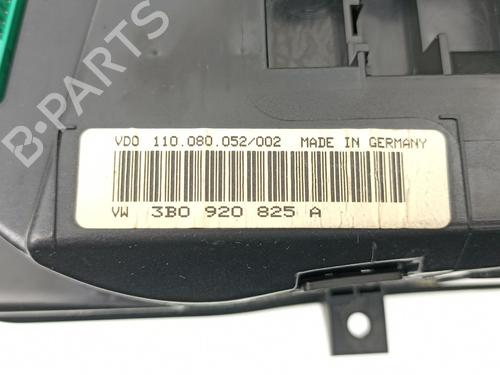 B-PARTS
VDO 110.080.052/002 MADE IN GERMANY
VW 3B0 920 825 A